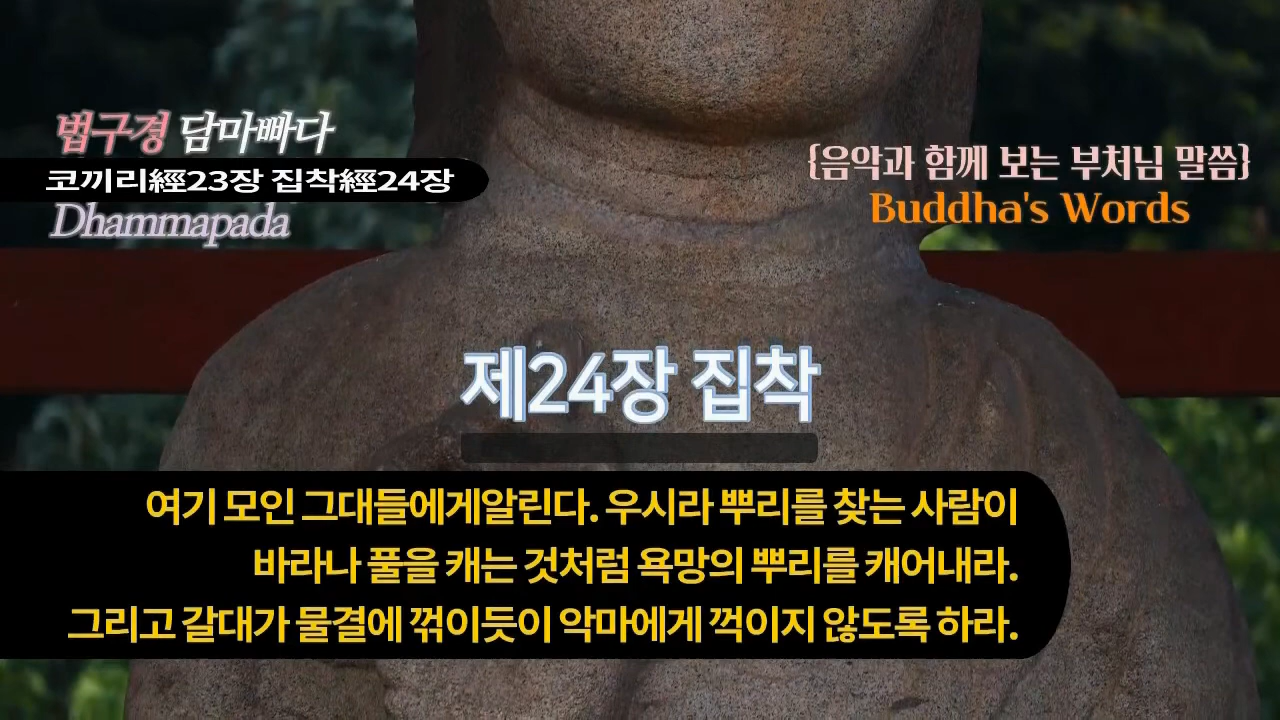 법구경 담마빠다
코끼리經23장 집착經24장
Dhammapada
{음악과 함께 보는 부처님 말씀}
Buddha's Words
제24장 집착
여기 모인 그대들에게알린다. 우시라 뿌리를 찾는 사람이
바라나 풀을 캐는 것처럼 욕망의 뿌리를 캐어내라.
그리고 갈대가 물결에 꺾이듯이 악마에게 꺽이지 않도록 하라.